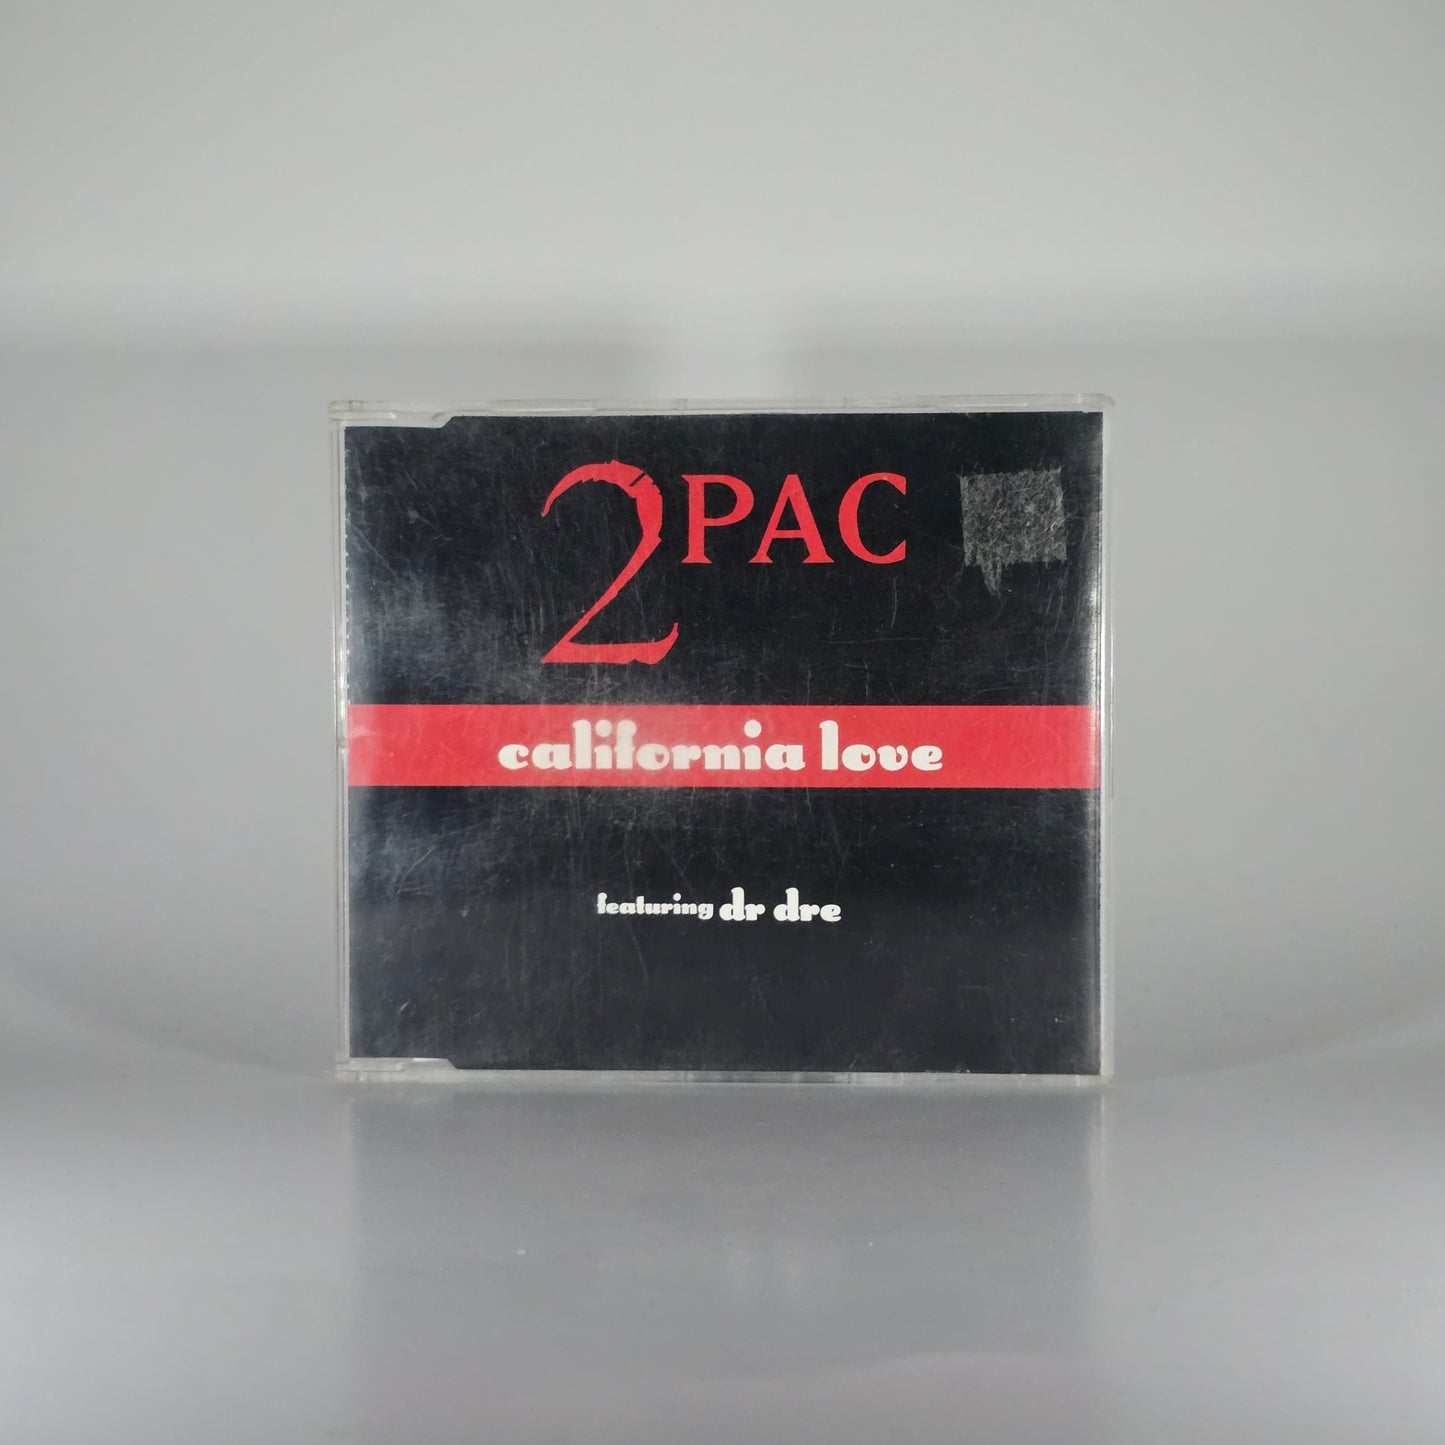 2PAC
california love
featuring dr dre